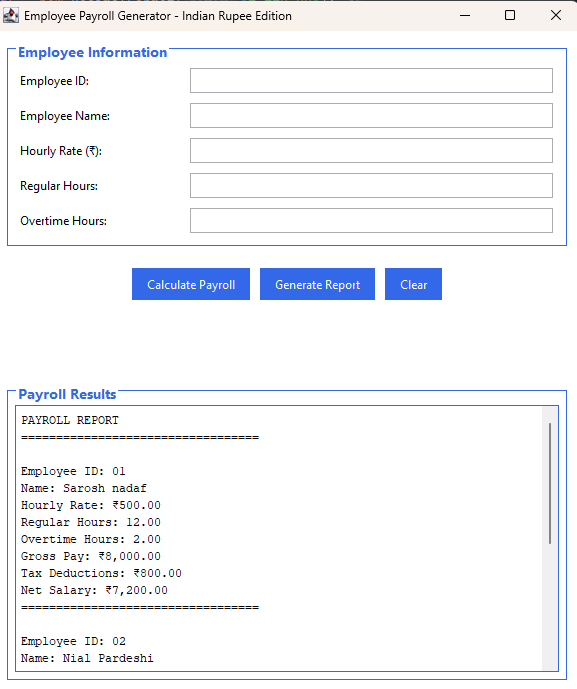 Employee Payroll Generator - Indian Rupee Edition
Employee Information
Employee ID:
Employee Name:
Hourly Rate (₹):
Regular Hours:
Overtime Hours:
Calculate Payroll Generate Report Clear
Payroll Results
PAYROLL REPORT
==================================
Employee ID: 01
Name: Sarosh nadaf
Hourly Rate: ₹500.00
Regular Hours: 12.00
Overtime Hours: 2.00
Gross Pay: ₹8,000.00
Tax Deductions: ₹800.00
Net Salary: ₹7,200.00
==================================
Employee ID: 02
Name: Nial Pardeshi